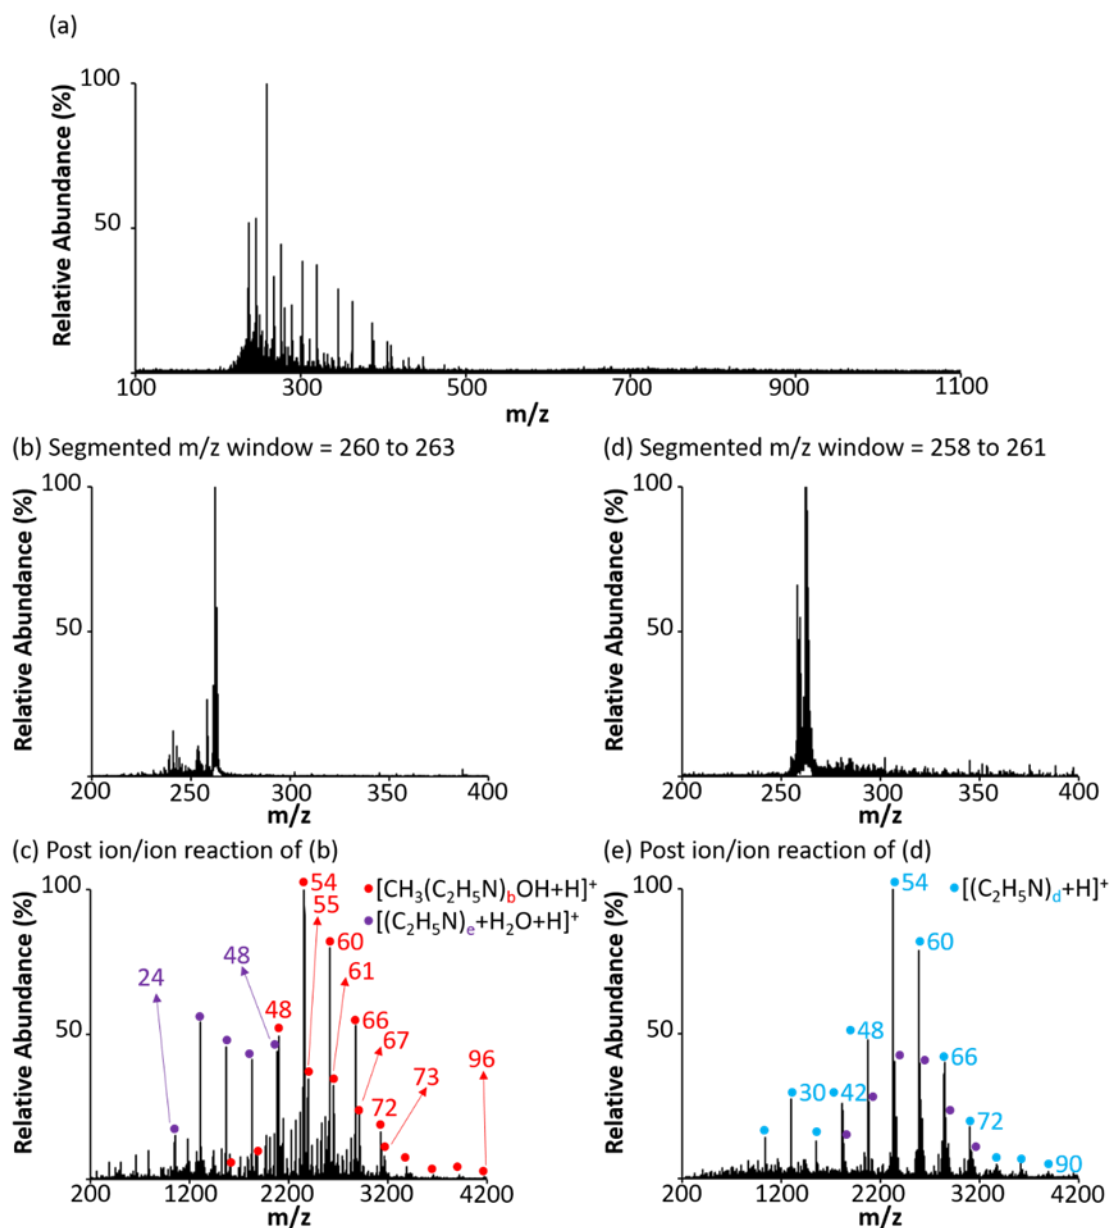 (a)
Relative Abundance (%)
100
50
100 300 500 700 900 1100
m/z
(b) Segmented m/z window = 260 to 263
Relative Abundance (%)
100
50
200 250 300 350 400
m/z
(d) Segmented m/z window = 258 to 261
Relative Abundance (%)
100
50
200 250 300 350 400
m/z
(c) Post ion/ion reaction of (b)
Relative Abundance (%)
100
50
[CH₃(C₂H₅N)bOH+H]⁺
[(C₂H₅N)e+H₂O+H]⁺
24
48
48
54
55
60
61
66
67
72
73
96
200 1200 2200 3200 4200
m/z
(e) Post ion/ion reaction of (d)
Relative Abundance (%)
100
50
[(C₂H₅N)d+H]⁺
30
42
48
54
60
66
72
90
200 1200 2200 3200 4200
m/z